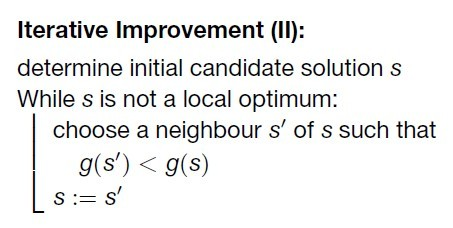 Iterative Improvement (II):
determine initial candidate solution s
While s is not a local optimum:
choose a neighbour s′ of s such that
g(s′) < g(s)
s := s′